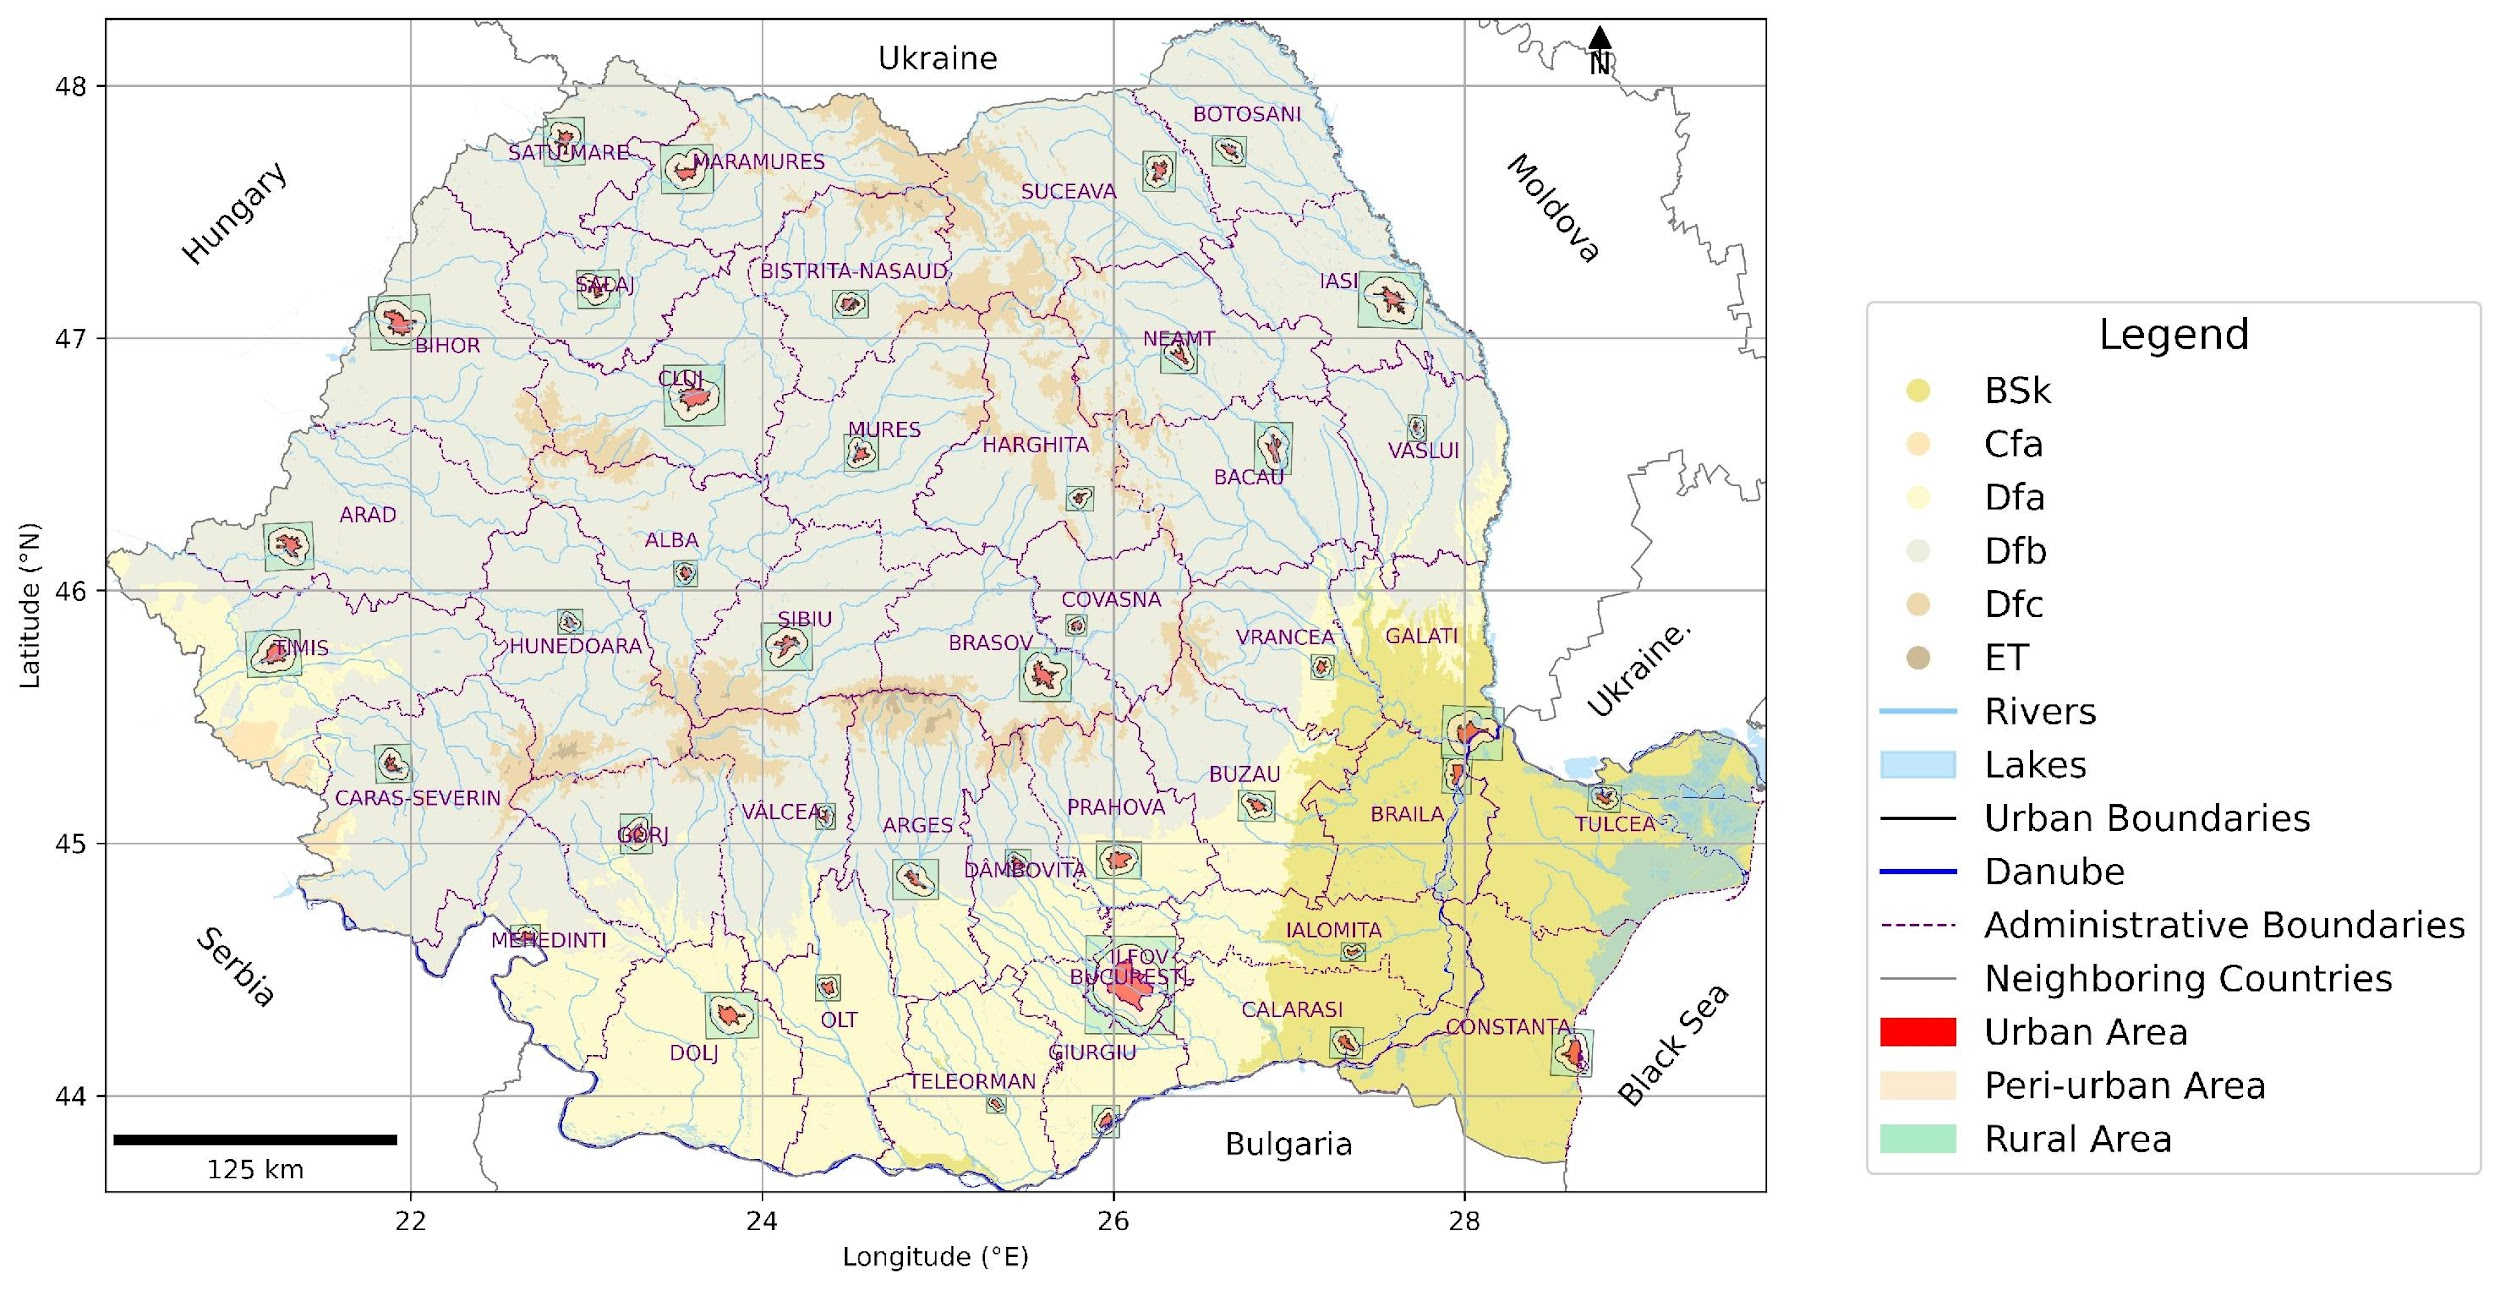 Ukraine
N
48
BOTOSANI
SATU-MARE
MARAMURES
Hungary
SUCEAVA
Moldova
BISTRITA-NASAUD
IASI
SALAJ
47
NEAMT
BIHOR
CLUJ
MURES
HARGHITA
VASLUI
BACAU
ARAD
ALBA
46
COVASNA
SIBIU
VRANCEA
GALATI
BRASOV
HUNEDOARA
TIMIS
Ukraine.
BUZAU
CARAS-SEVERIN
PRAHOVA
VÂLCEA
BRAILA
ARGES
TULCEA
GORJ
45
DÂMBOVITA
IALOMITA
MEHEDINTI
ILFOV
BUCURESTI
Serbia
CALARASI
OLT
CONSTANTA
DOLJ
GIURGIU
Black Sea
TELEORMAN
44
Bulgaria
125 km
22
24
26
28
Longitude (°E)
Latitude (°N)
Legend
BSk
Cfa
Dfa
Dfb
Dfc
ET
Rivers
Lakes
Urban Boundaries
Danube
Administrative Boundaries
Neighboring Countries
Urban Area
Peri-urban Area
Rural Area